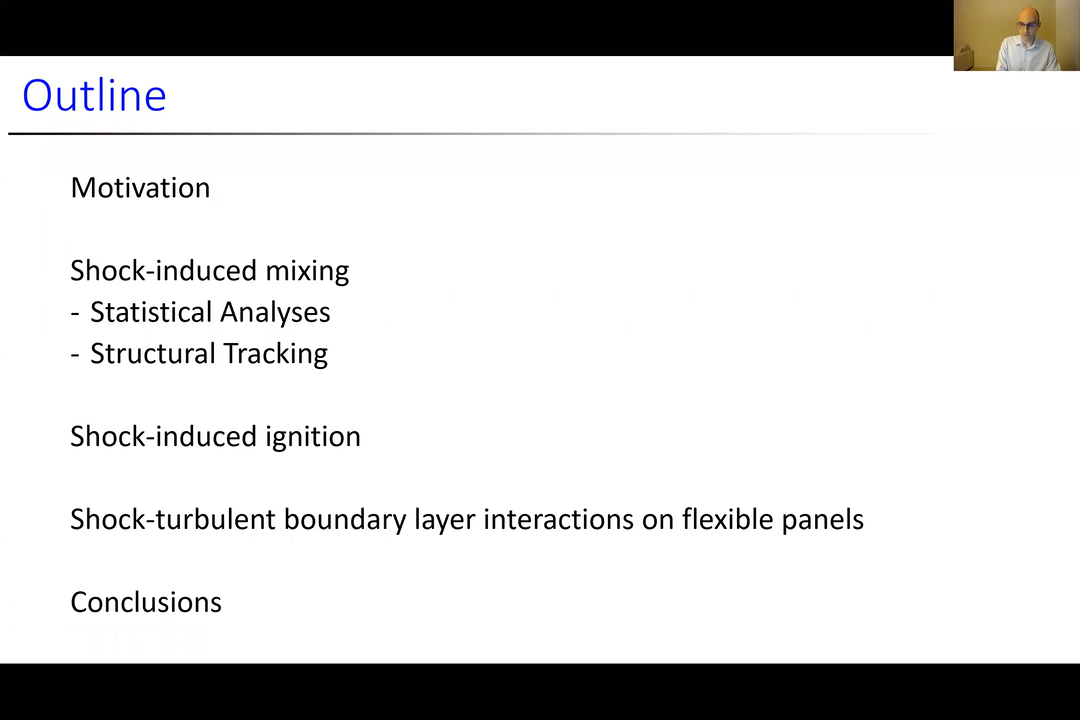 Outline
Motivation
Shock-induced mixing
- Statistical Analyses
- Structural Tracking
Shock-induced ignition
Shock-turbulent boundary layer interactions on flexible panels
Conclusions